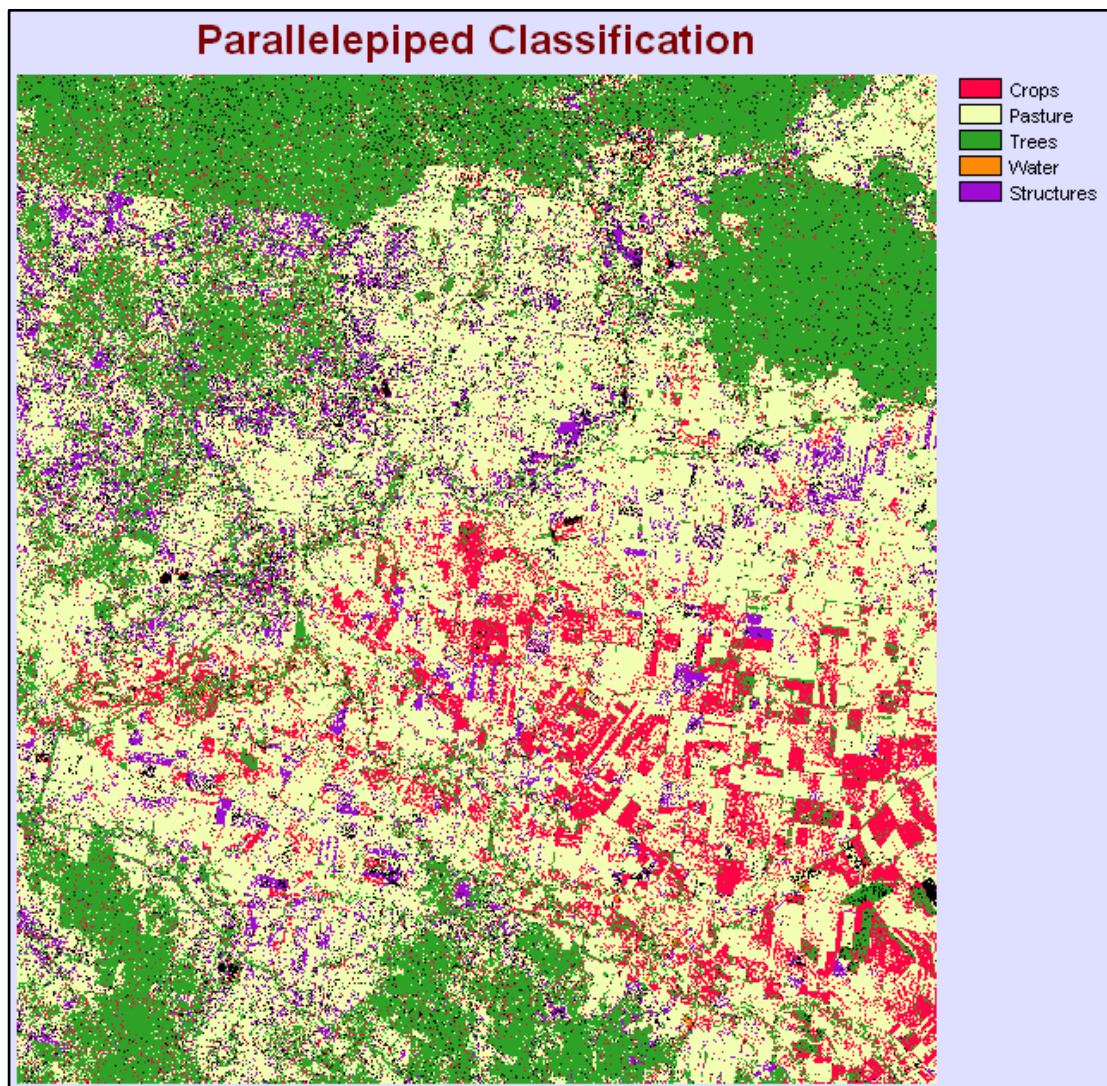 Parallelepiped Classification
Crops
Pasture
Trees
Water
Structures